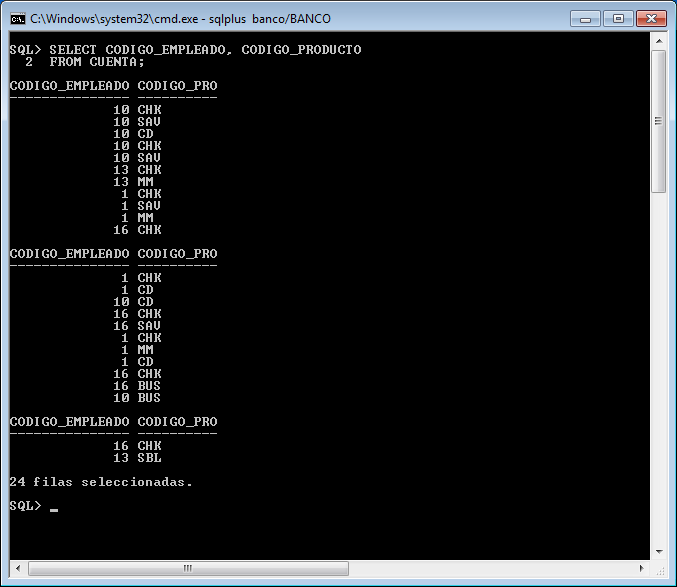 C:\Windows\system32\cmd.exe - sqlplus banco/BANCO
SQL> SELECT CODIGO_EMPLEADO, CODIGO_PRODUCTO
2 FROM CUENTA;
CODIGO_EMPLEADO CODIGO_PRO
--------------- ----------
10 CHK
10 SAV
10 CD
10 CHK
10 SAV
13 CHK
13 MM
1 CHK
1 SAV
1 MM
16 CHK
CODIGO_EMPLEADO CODIGO_PRO
--------------- ----------
1 CHK
1 CD
10 CD
16 CHK
16 SAV
1 CHK
1 MM
1 CD
16 CHK
16 BUS
10 BUS
CODIGO_EMPLEADO CODIGO_PRO
--------------- ----------
16 CHK
13 SBL
24 filas seleccionadas.
SQL> _